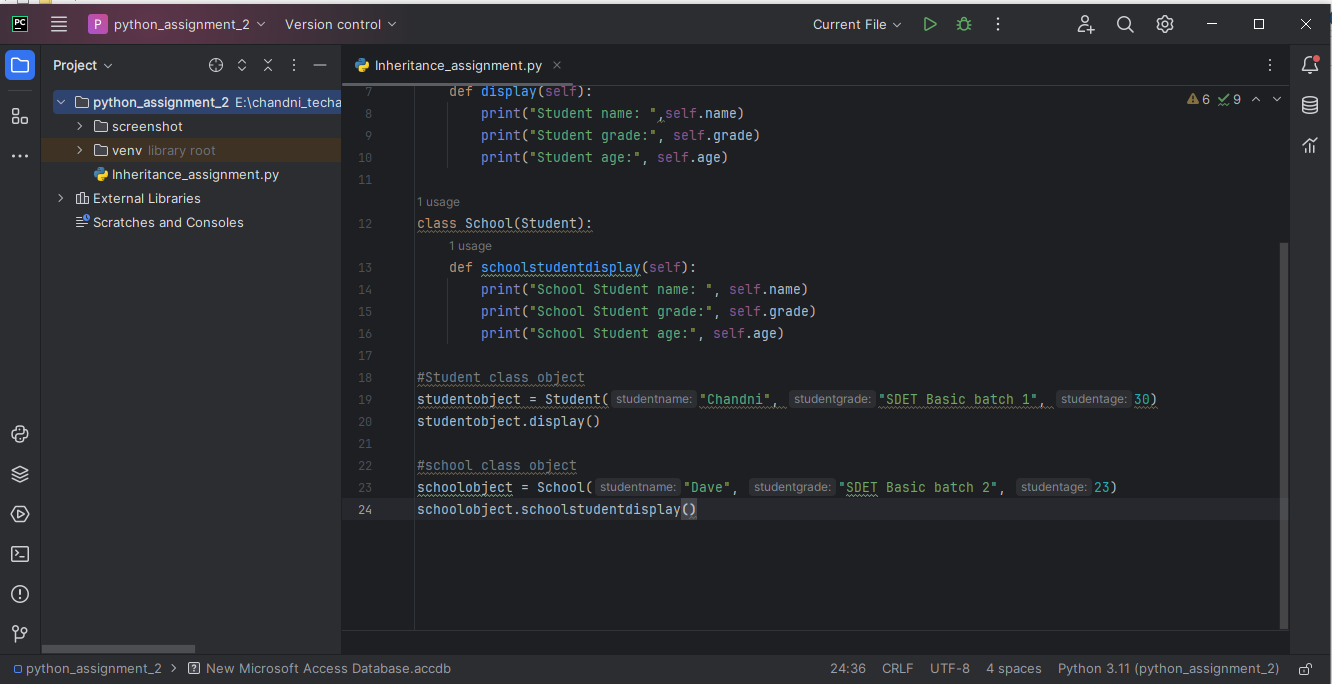 PC
P python_assignment_2
Version control
Current File
Project
Inheritance_assignment.py
python_assignment_2 E:\chandni_techa
screenshot
venv library root
Inheritance_assignment.py
External Libraries
Scratches and Consoles
6 9
7 def display(self):
8 print("Student name: ",self.name)
9 print("Student grade:", self.grade)
10 print("Student age:", self.age)
11
1 usage
12 class School(Student):
1 usage
13 def schoolstudentdisplay(self):
14 print("School Student name: ", self.name)
15 print("School Student grade:", self.grade)
16 print("School Student age:", self.age)
17
18 #Student class object
19 studentobject = Student( studentname: "Chandni", studentgrade: "SDET Basic batch 1", studentage: 30)
20 studentobject.display()
21
22 #school class object
23 schoolobject = School( studentname: "Dave", studentgrade: "SDET Basic batch 2", studentage: 23)
24 schoolobject.schoolstudentdisplay()
python_assignment_2 > New Microsoft Access Database.accdb
24:36 CRLF UTF-8 4 spaces Python 3.11 (python_assignment_2)